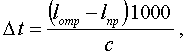 Δt = (l_отр − l_пр)1000 / c ,